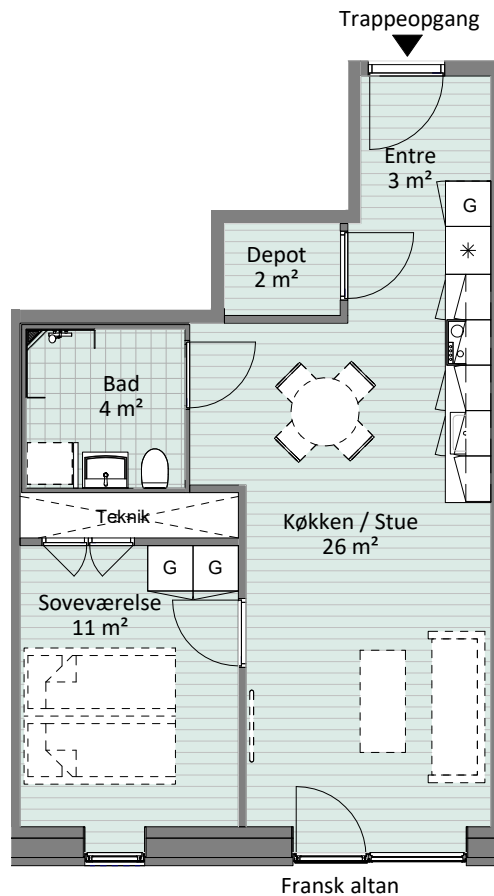 Trappeopgang
Entre
3 m²
G
Depot
2 m²
Bad
4 m²
Teknik
Køkken / Stue
26 m²
G G
Soveværelse
11 m²
Fransk altan